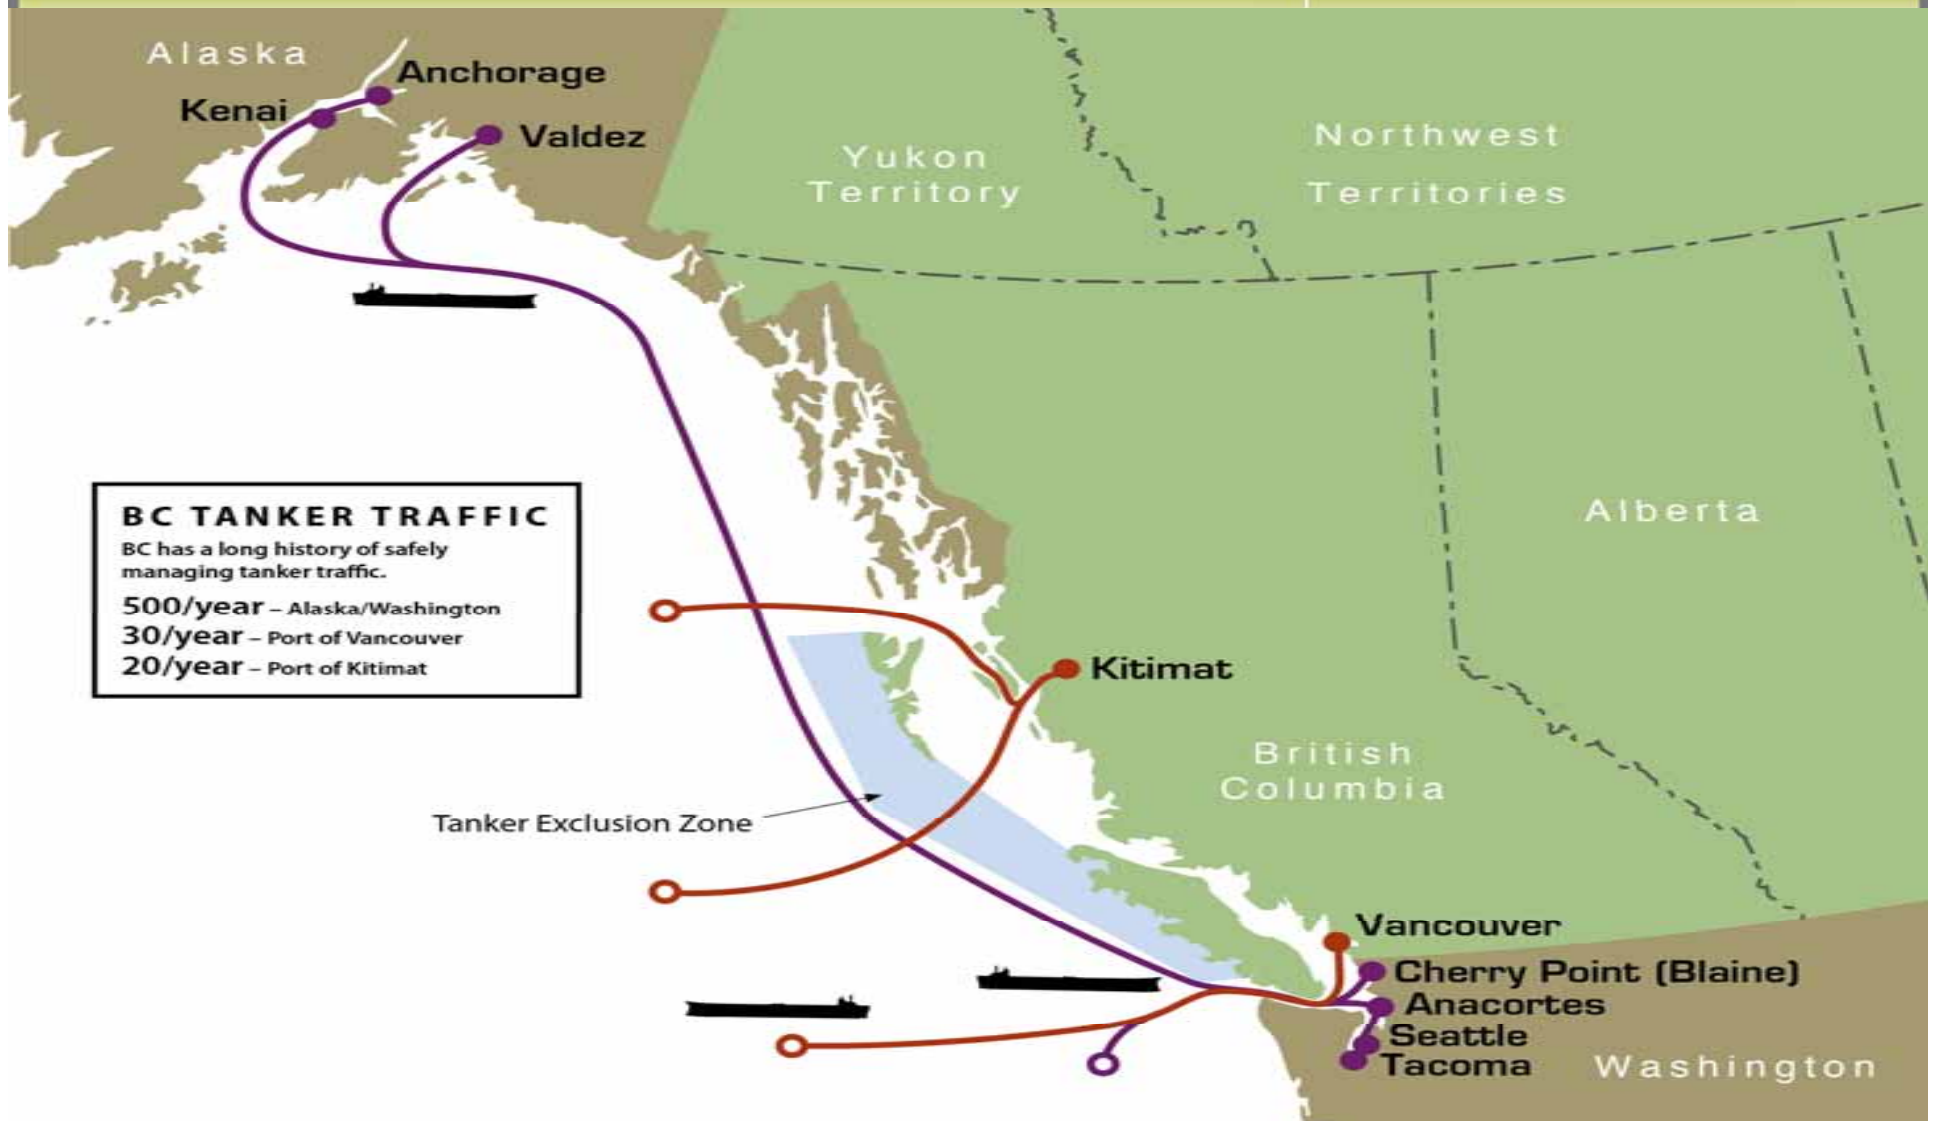 Alaska
Anchorage
Kenai
Valdez
Yukon
Territory
Northwest
Territories
BC TANKER TRAFFIC
BC has a long history of safely
managing tanker traffic.
500/year – Alaska/Washington
30/year – Port of Vancouver
20/year – Port of Kitimat
Alberta
Kitimat
British
Columbia
Tanker Exclusion Zone
Vancouver
Cherry Point (Blaine)
Anacortes
Seattle
Tacoma
Washington